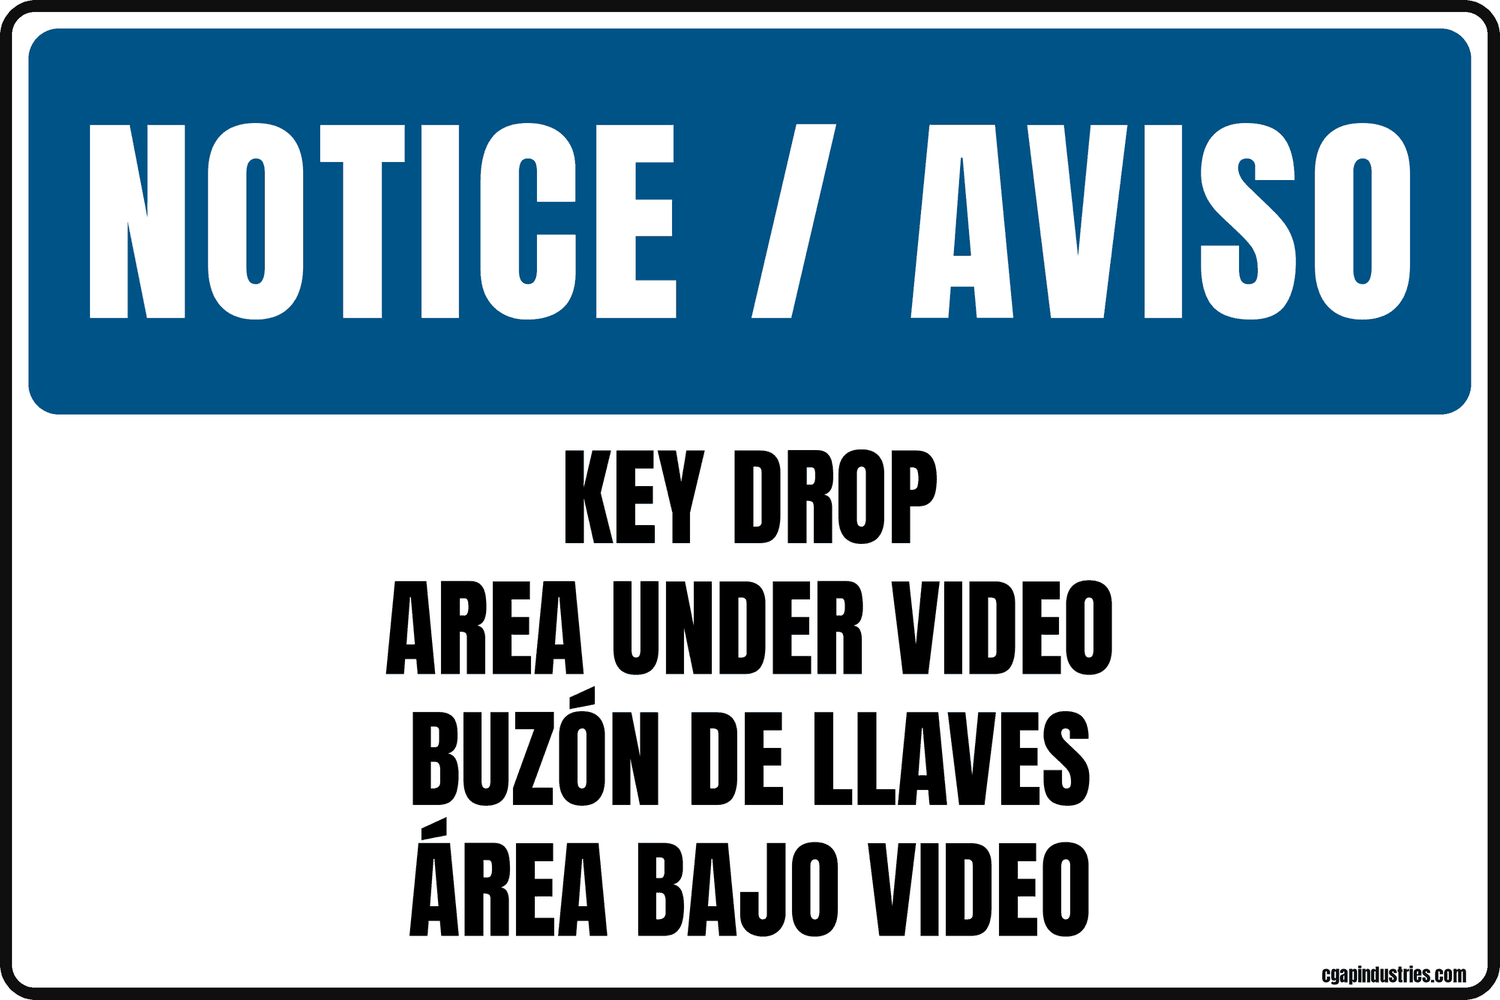 NOTICE / AVISO
KEY DROP
AREA UNDER VIDEO
BUZÓN DE LLAVES
ÁREA BAJO VIDEO
cgapindustries.com